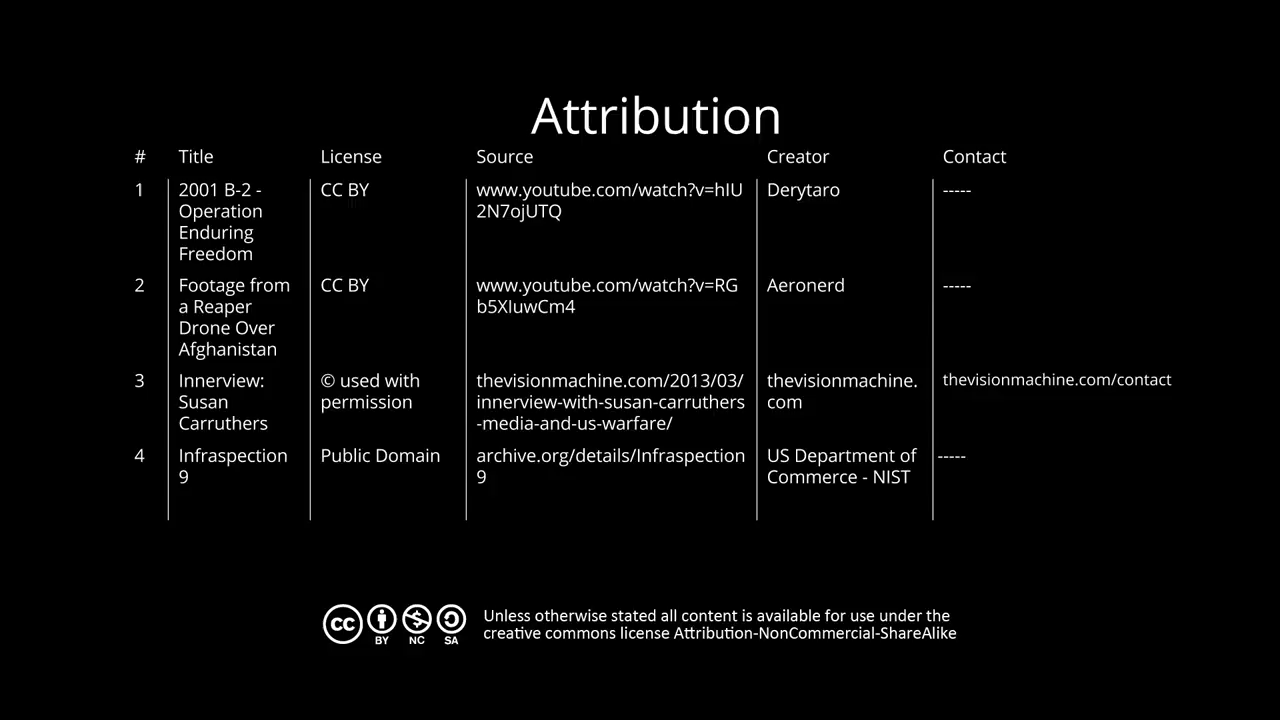 Attribution
# Title License Source Creator Contact
1 2001 B-2 - CC BY www.youtube.com/watch?v=hIU Derytaro -----
Operation 2N7ojUTQ
Enduring
Freedom
2 Footage from CC BY www.youtube.com/watch?v=RG Aeronerd -----
a Reaper b5XIuwCm4
Drone Over
Afghanistan
3 Innerview: © used with thevisionmachine.com/2013/03/ thevisionmachine. thevisionmachine.com/contact
Susan permission innerview-with-susan-carruthers com
Carruthers -media-and-us-warfare/
4 Infraspection Public Domain archive.org/details/Infraspection US Department of -----
9 9 Commerce - NIST
cc BY NC SA
Unless otherwise stated all content is available for use under the
creative commons license Attribution-NonCommercial-ShareAlike